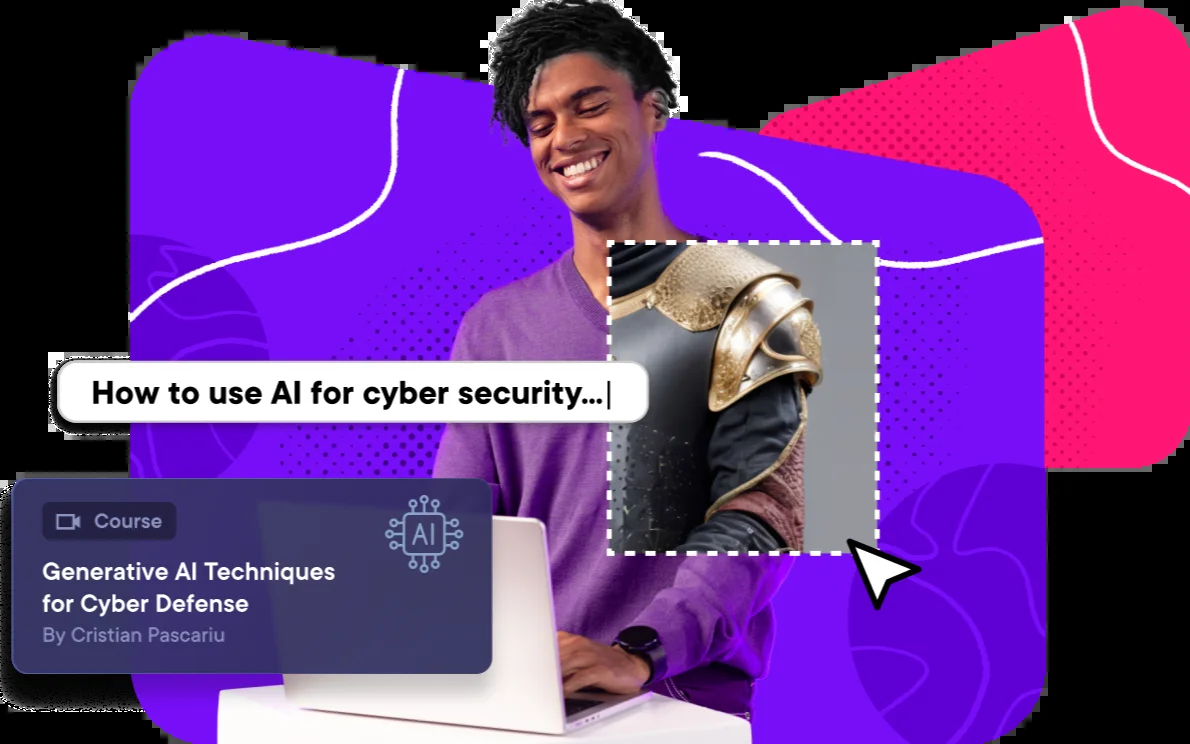 How to use AI for cyber security...|
Course
AI
Generative AI Techniques
for Cyber Defense
By Cristian Pascariu